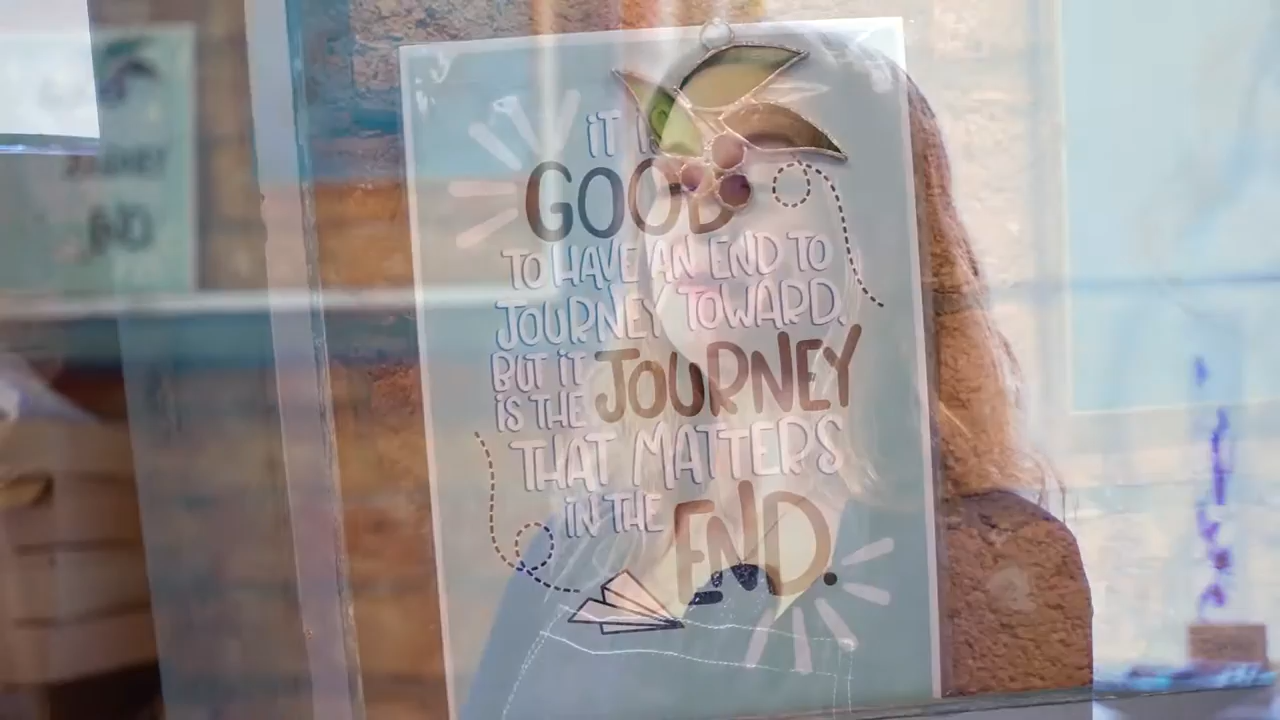 iT I
GOOD
TO HAVE AN END TO
JOURNEY TOWARD,
BUT iT JOURNEY
iS THE
THAT MATTERS
iN THE END.